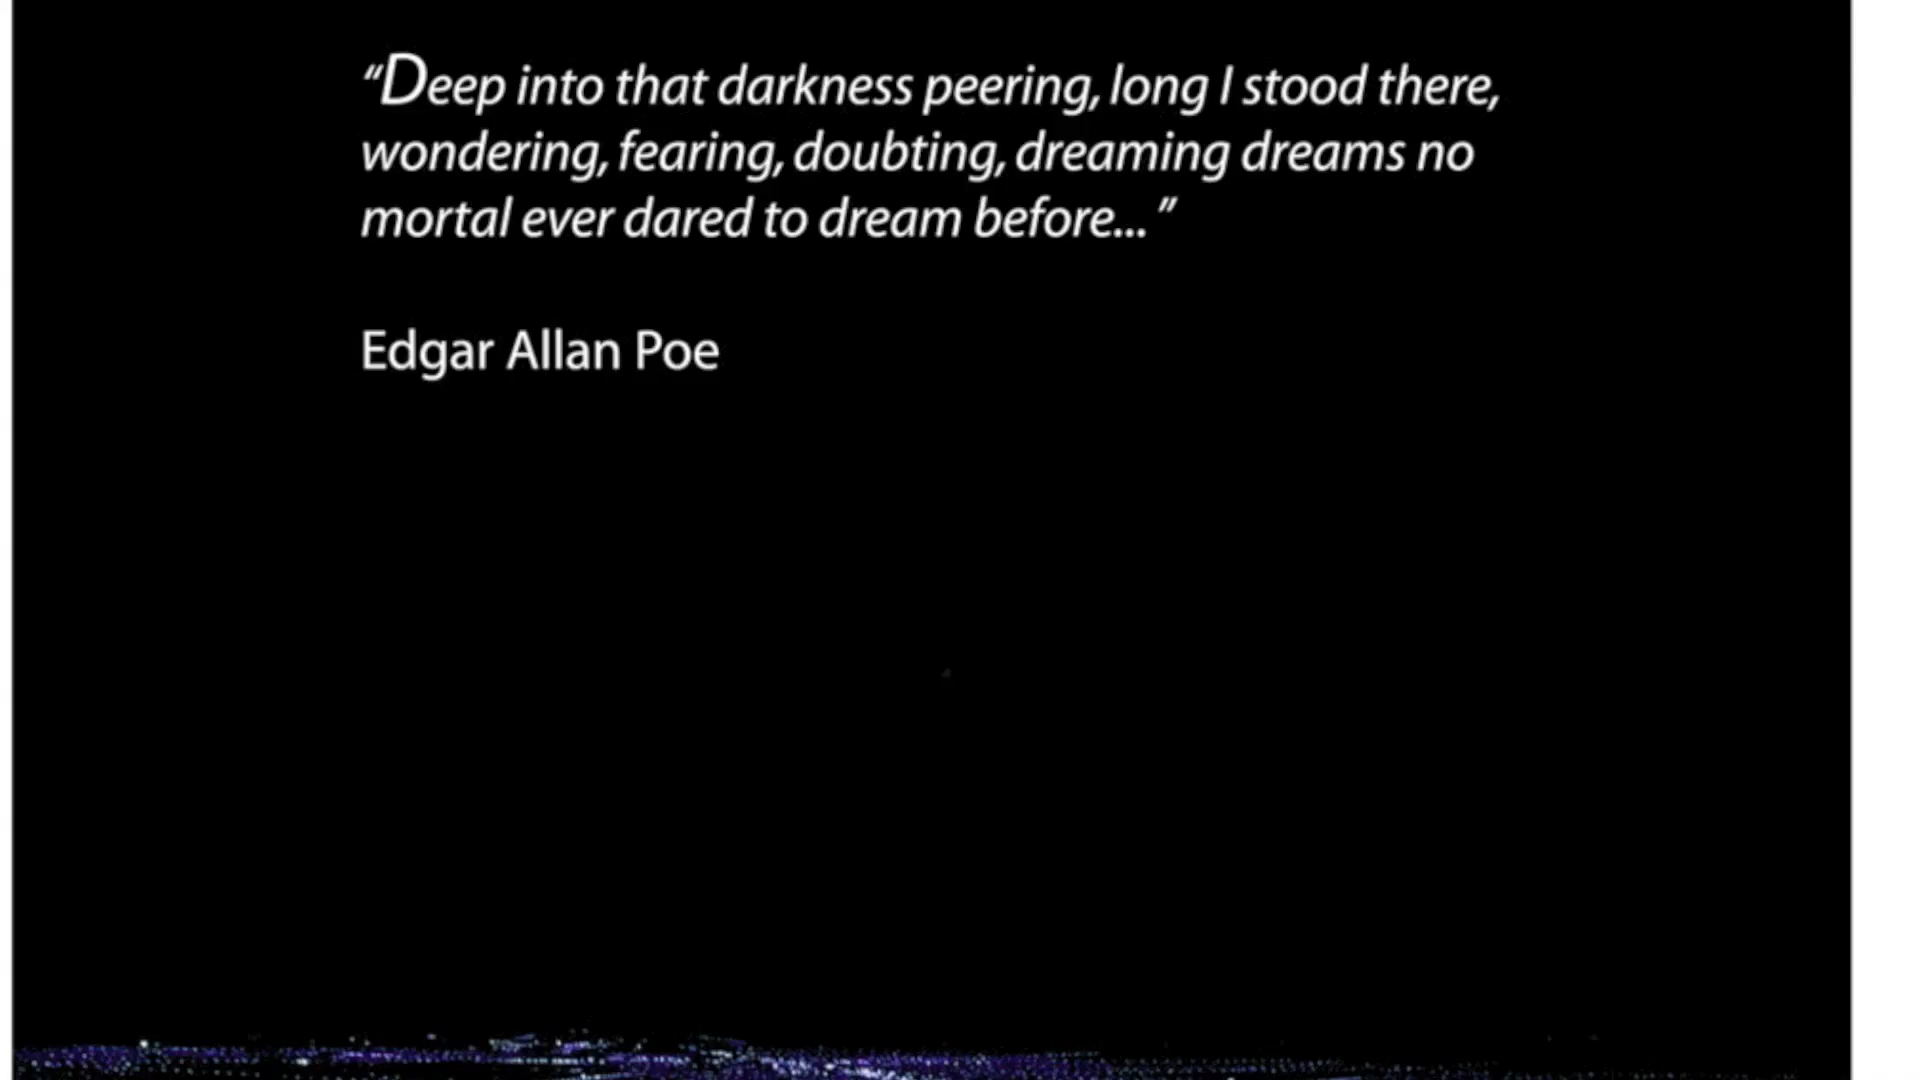 “Deep into that darkness peering, long I stood there,
wondering, fearing, doubting, dreaming dreams no
mortal ever dared to dream before...”
Edgar Allan Poe